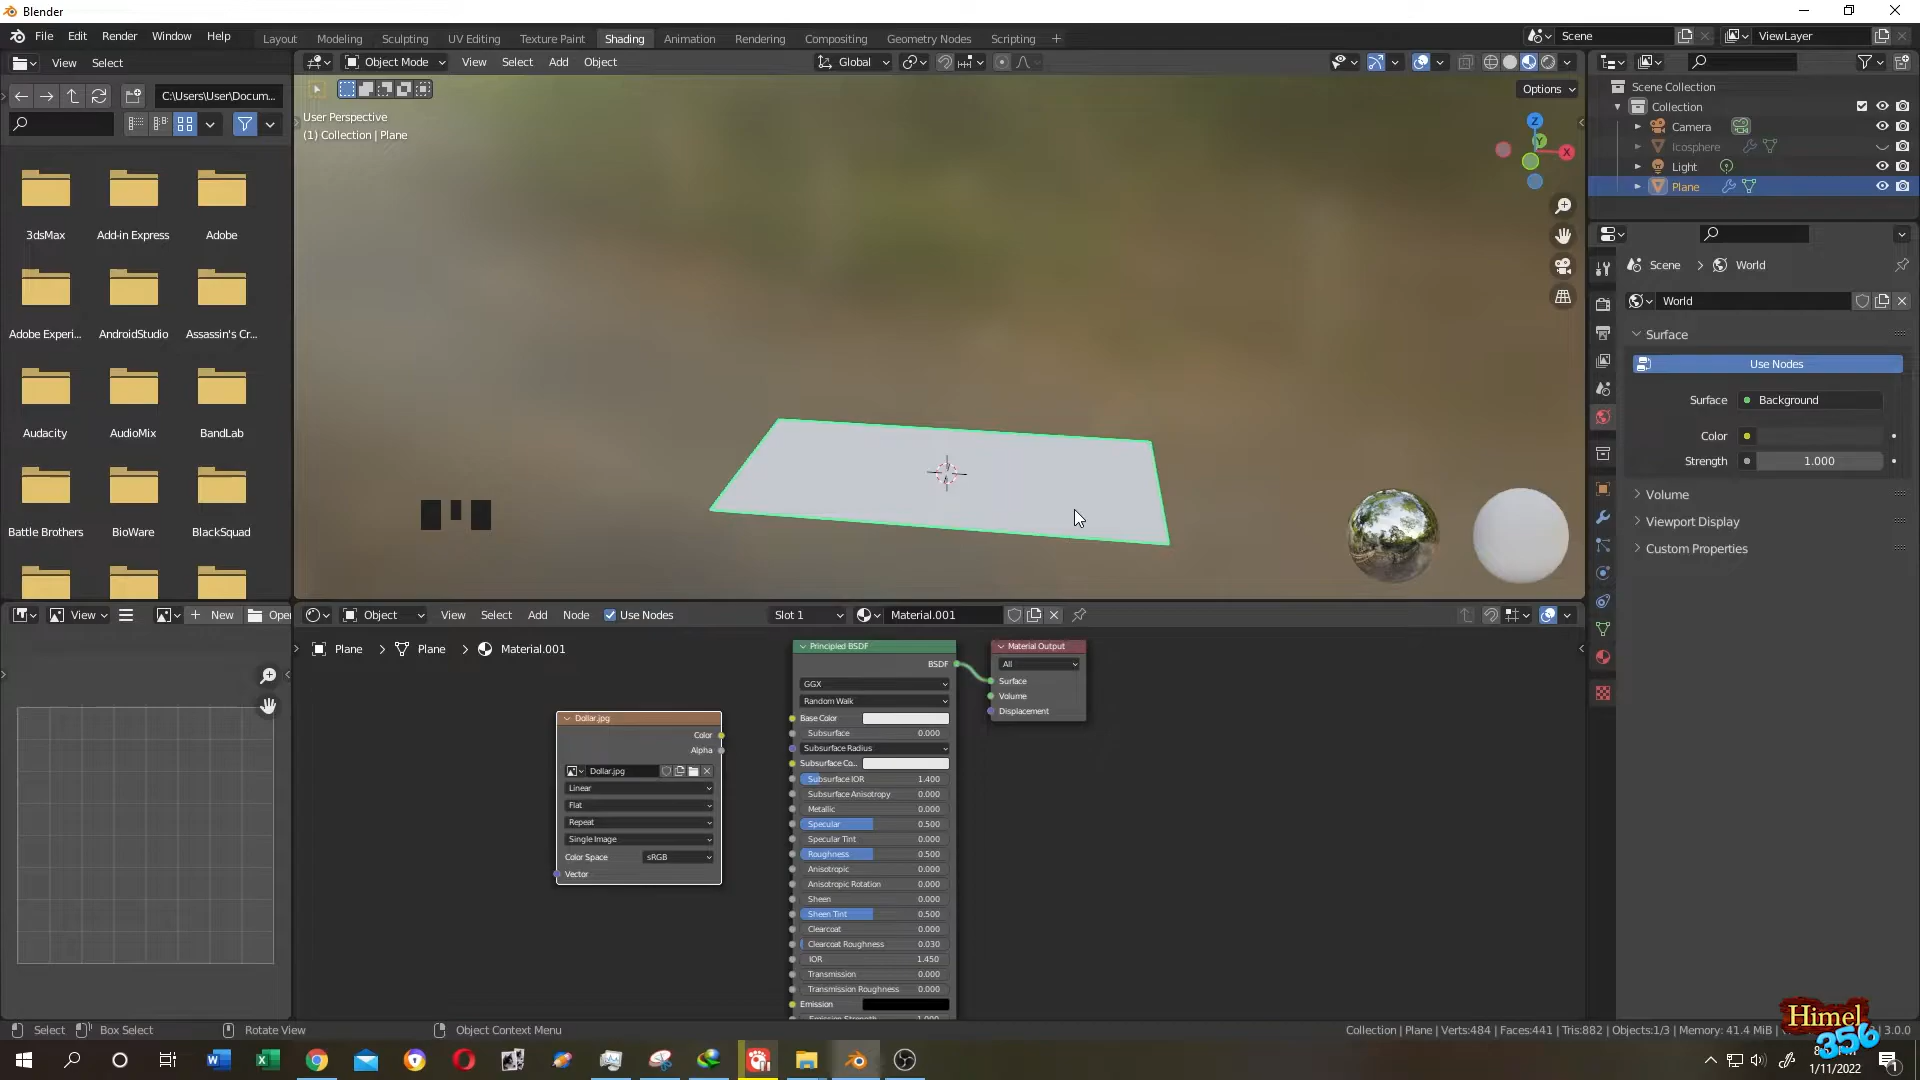 Blender
File Edit Render Window Help
Layout Modeling Sculpting UV Editing Texture Paint Shading Animation Rendering Compositing Geometry Nodes Scripting +
Scene
ViewLayer
View Select
Object Mode View Select Add Object
Global
C:\Users\User\Docum...
Options
User Perspective
(1) Collection | Plane
Z
Y
X
Scene Collection
Collection
Camera
Icosphere
Light
Plane
3dsMax Add-in Express Adobe
Adobe Experi... AndroidStudio Assassin's Cr...
Audacity AudioMix BandLab
Battle Brothers BioWare BlackSquad
Scene > World
World
Surface
Use Nodes
Surface Background
Color
Strength 1.000
Volume
Viewport Display
Custom Properties
View + New Ope
Object View Select Add Node Use Nodes Slot 1 Material.001
Plane > Plane > Material.001
Dollar.jpg
Color
Alpha
Dollar.jpg
Linear
Flat
Repeat
Single Image
Color Space sRGB
Vector
Principled BSDF
BSDF
GGX
Random Walk
Base Color
Subsurface 0.000
Subsurface Radius
Subsurface Co...
Subsurface IOR 1.400
Subsurface Anisotropy 0.000
Metallic 0.000
Specular 0.500
Specular Tint 0.000
Roughness 0.500
Anisotropic 0.000
Anisotropic Rotation 0.000
Sheen 0.000
Sheen Tint 0.500
Clearcoat 0.000
Clearcoat Roughness 0.030
IOR 1.450
Transmission 0.000
Transmission Roughness 0.000
Emission
Emission Strength 1.000
Material Output
All
Surface
Volume
Displacement
Select Box Select Rotate View Object Context Menu
Collection | Plane | Verts:484 | Faces:441 | Tris:882 | Objects:1/3 | Memory: 41.4 MiB | 3.0.0
Himel
356
1/11/2022